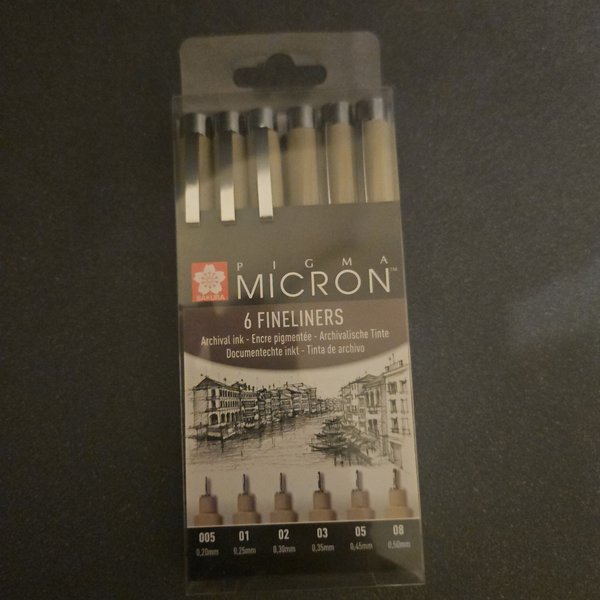 PIGMA
MICRON™
SAKURA
6 FINELINERS
Archival ink - Encre pigmentée - Archivalische Tinte
Documentechte inkt - Tinta de archivo
005 01 02 03 05 08
0,20mm 0,25mm 0,30mm 0,35mm 0,45mm 0,50mm